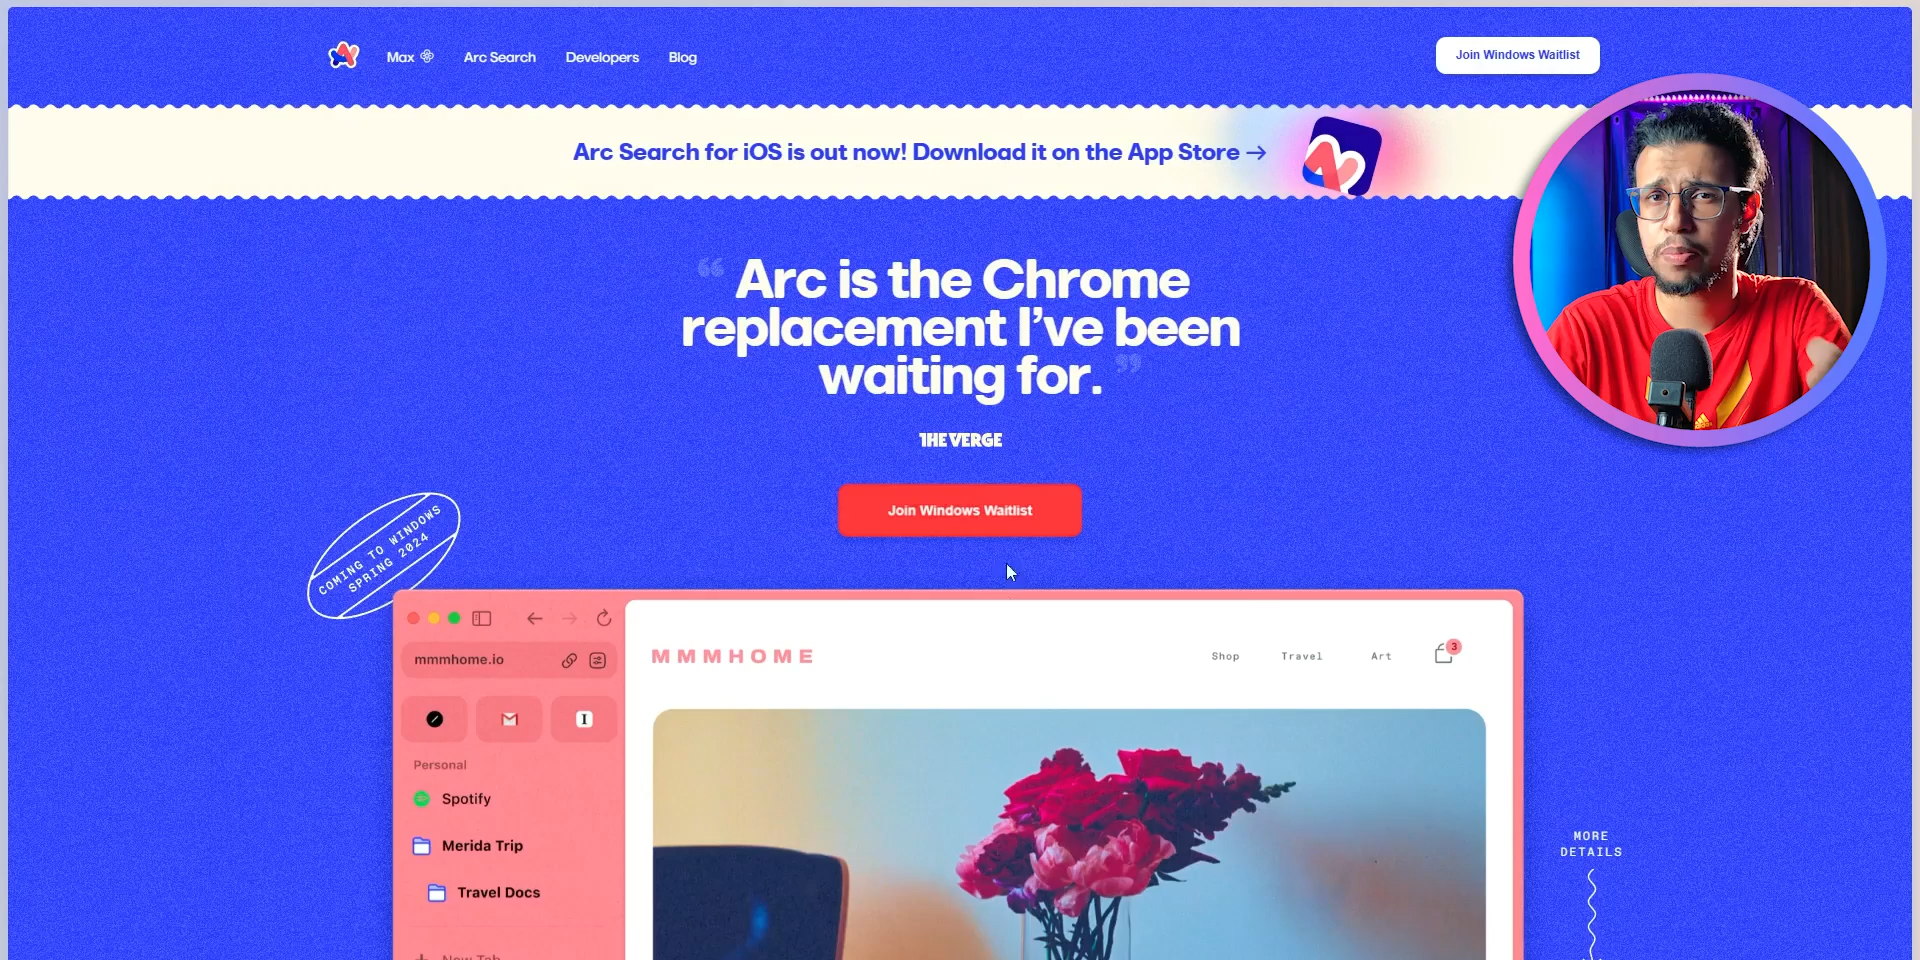 Max
Arc Search
Developers
Blog
Join Windows Waitlist
Arc Search for iOS is out now! Download it on the App Store →
“ Arc is the Chrome
replacement I’ve been
waiting for. ”
THE VERGE
Join Windows Waitlist
COMING TO WINDOWS
SPRING 2024
mmmhome.io
I
Personal
Spotify
Merida Trip
Travel Docs
New Tab
MMMHOME
Shop
Travel
Art
3
MORE
DETAILS